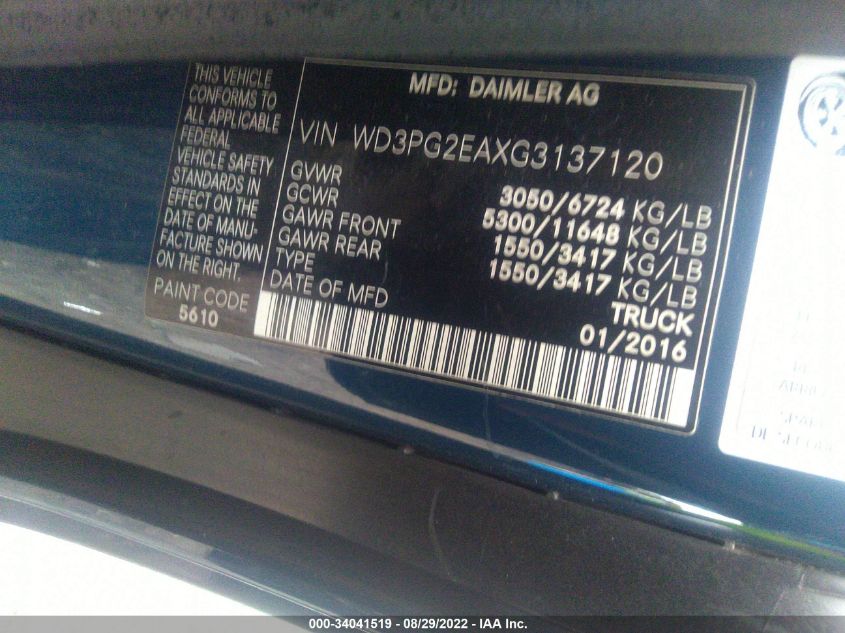 THIS VEHICLE
CONFORMS TO
ALL APPLICABLE
FEDERAL
VEHICLE SAFETY
STANDARDS IN
EFFECT ON THE
DATE OF MANU-
FACTURE SHOWN
ON THE RIGHT.
PAINT CODE
5610
MFD: DAIMLER AG
VIN WD3PG2EAXG3137120
GVWR 3050/6724 KG/LB
GCWR 5300/11648 KG/LB
GAWR FRONT 1550/3417 KG/LB
GAWR REAR 1550/3417 KG/LB
TYPE TRUCK
DATE OF MFD 01/2016
000-34041519 / 08/29/2022 - IAA Inc.